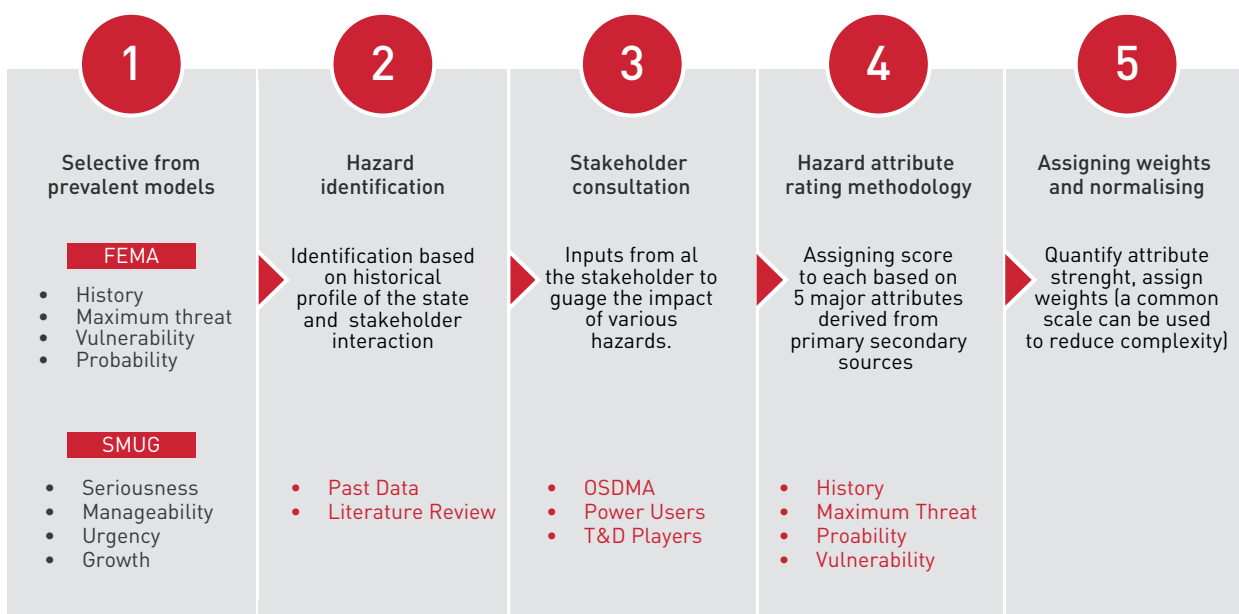 1
Selective from
prevalent models
FEMA
• History
• Maximum threat
• Vulnerability
• Probability
SMUG
• Seriousness
• Manageability
• Urgency
• Growth
2
Hazard
identification
Identification based
on historical
profile of the state
and stakeholder
interaction
• Past Data
• Literature Review
3
Stakeholder
consultation
Inputs from al
the stakeholder to
guage the impact
of various
hazards.
• OSDMA
• Power Users
• T&D Players
4
Hazard attribute
rating methodology
Assigning score
to each based on
5 major attributes
derived from
primary secondary
sources
• History
• Maximum Threat
• Proability
• Vulnerability
5
Assigning weights
and normalising
Quantify attribute
strenght, assign
weights (a common
scale can be used
to reduce complexity)